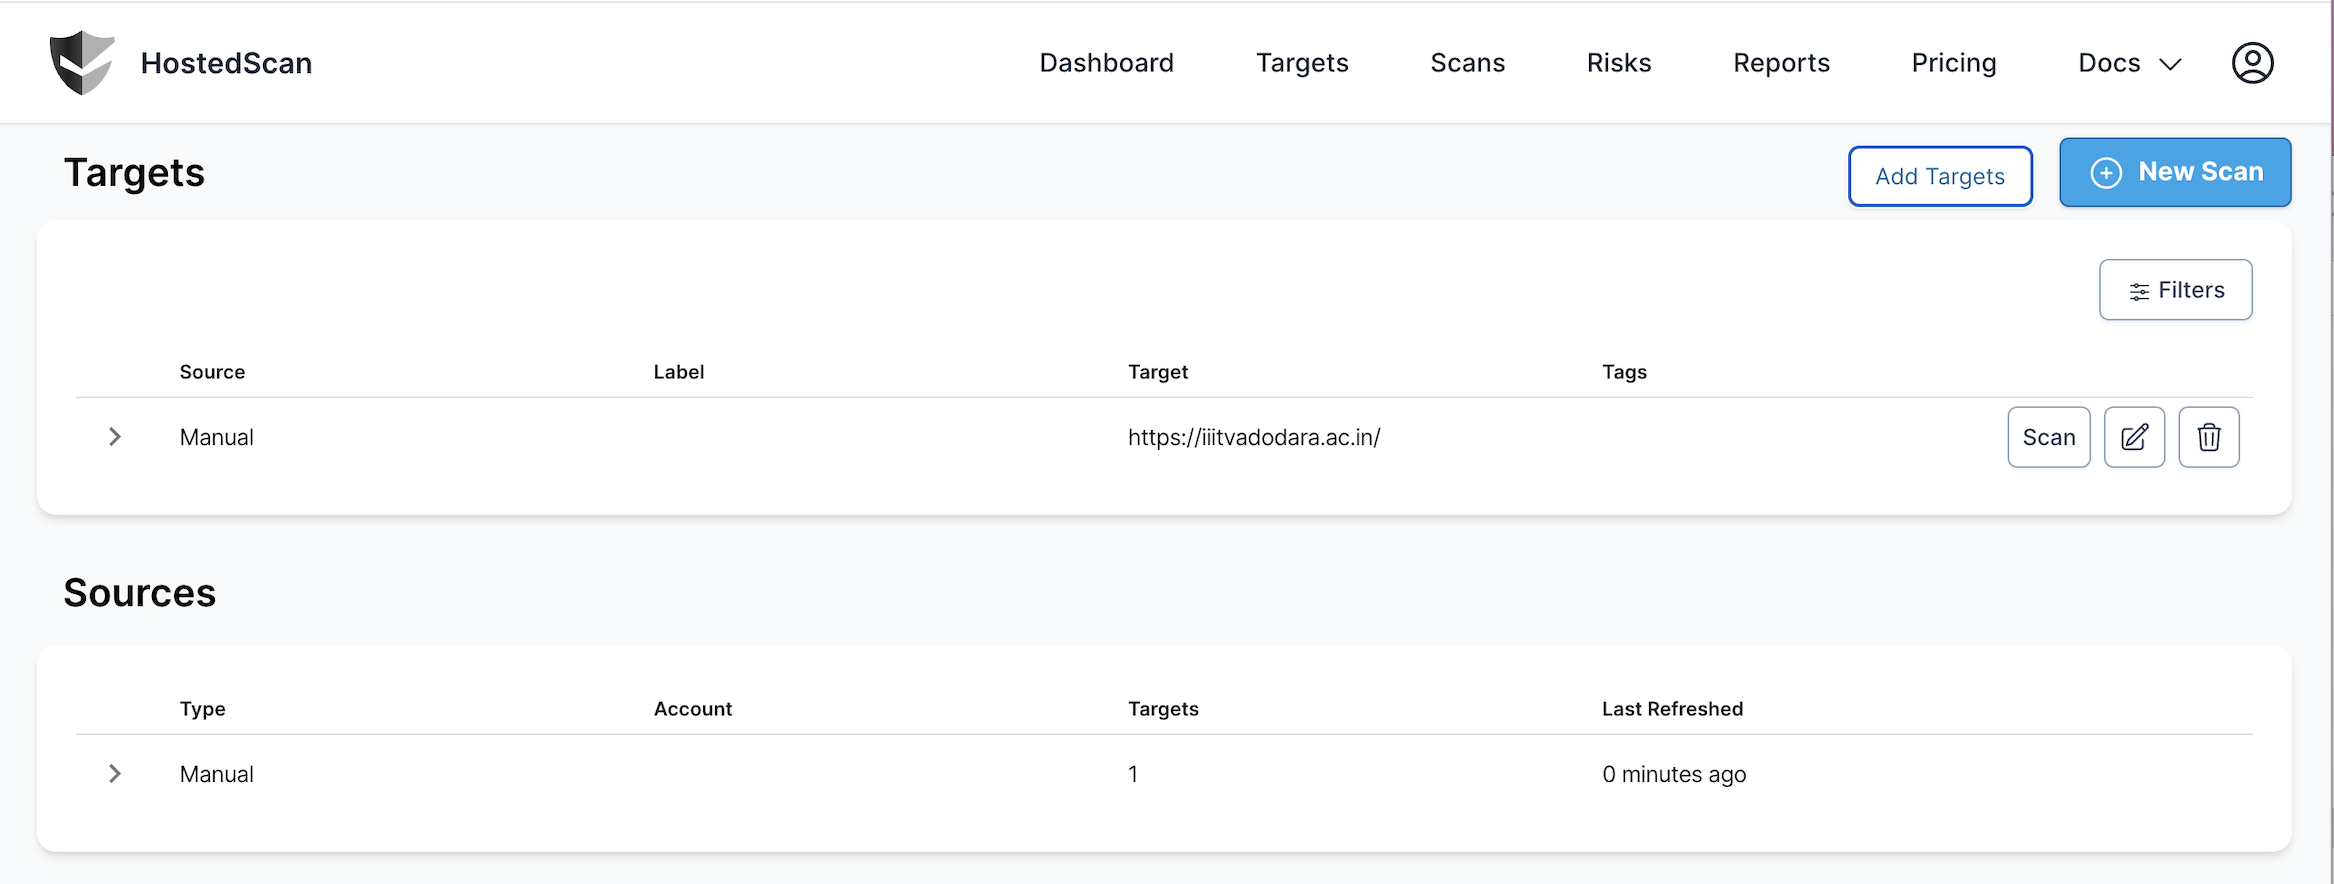 HostedScan Dashboard Targets Scans Risks Reports Pricing Docs
Targets Add Targets New Scan
Filters
Source Label Target Tags
Manual https://iiitvadodara.ac.in/ Scan
Sources
Type Account Targets Last Refreshed
Manual 1 0 minutes ago